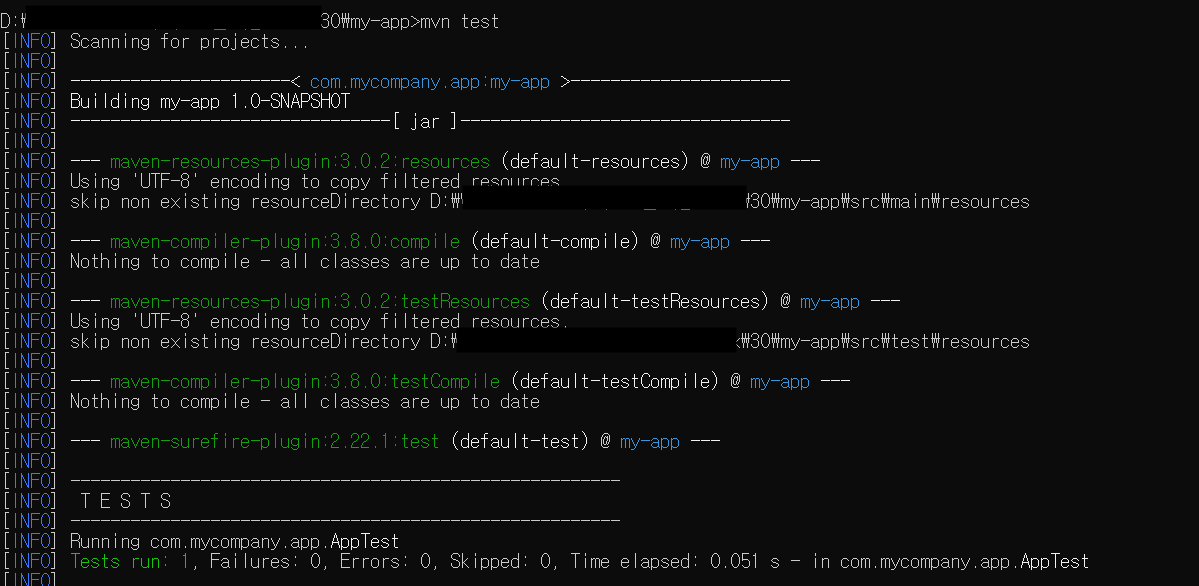 D:\ 30\my-app>mvn test
[INFO] Scanning for projects...
[INFO]
[INFO] ----------------------< com.mycompany.app:my-app >----------------------
[INFO] Building my-app 1.0-SNAPSHOT
[INFO] --------------------------------[ jar ]---------------------------------
[INFO]
[INFO] --- maven-resources-plugin:3.0.2:resources (default-resources) @ my-app ---
[INFO] Using 'UTF-8' encoding to copy filtered resources
[INFO] skip non existing resourceDirectory D:₩ ₩30₩my-app₩src₩main₩resources
[INFO]
[INFO] --- maven-compiler-plugin:3.8.0:compile (default-compile) @ my-app ---
[INFO] Nothing to compile - all classes are up to date
[INFO]
[INFO] --- maven-resources-plugin:3.0.2:testResources (default-testResources) @ my-app ---
[INFO] Using 'UTF-8' encoding to copy filtered resources.
[INFO] skip non existing resourceDirectory D:₩ ₩30₩my-app₩src₩test₩resources
[INFO]
[INFO] --- maven-compiler-plugin:3.8.0:testCompile (default-testCompile) @ my-app ---
[INFO] Nothing to compile - all classes are up to date
[INFO]
[INFO] --- maven-surefire-plugin:2.22.1:test (default-test) @ my-app ---
[INFO]
[INFO] -------------------------------------------------------
[INFO]  T E S T S
[INFO] -------------------------------------------------------
[INFO] Running com.mycompany.app.AppTest
[INFO] Tests run: 1, Failures: 0, Errors: 0, Skipped: 0, Time elapsed: 0.051 s - in com.mycompany.app.AppTest
[INFO]